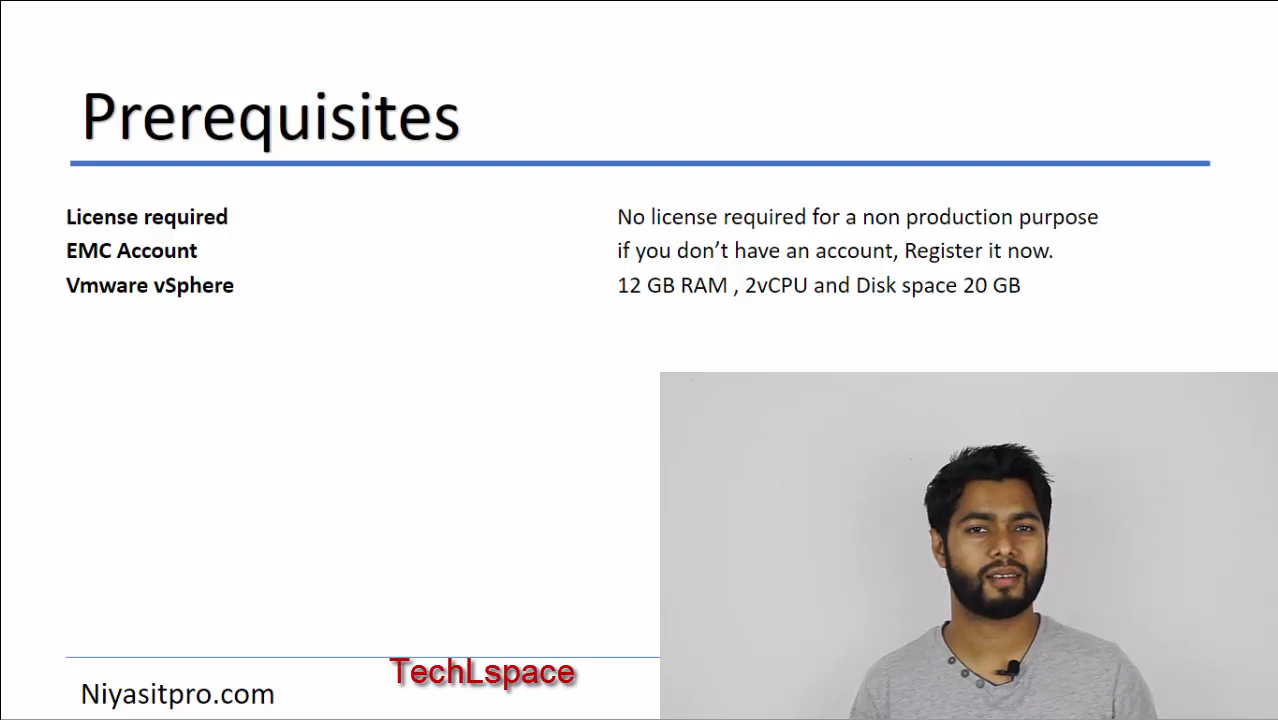 Prerequisites
License required No license required for a non production purpose
EMC Account if you don’t have an account, Register it now.
Vmware vSphere 12 GB RAM , 2vCPU and Disk space 20 GB
TechLspace
Niyasitpro.com